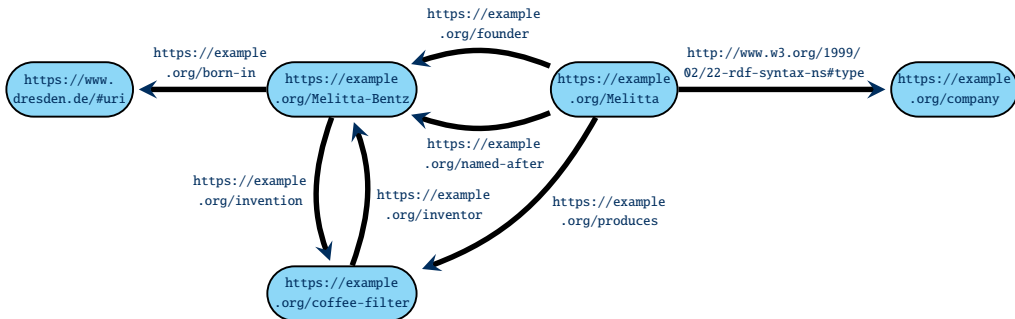 https://example
.org/founder
https://example
.org/born-in
http://www.w3.org/1999/
02/22-rdf-syntax-ns#type
https://www.
dresden.de/#uri
https://example
.org/Melitta-Bentz
https://example
.org/Melitta
https://example
.org/company
https://example
.org/named-after
https://example
.org/invention
https://example
.org/inventor
https://example
.org/produces
https://example
.org/coffee-filter